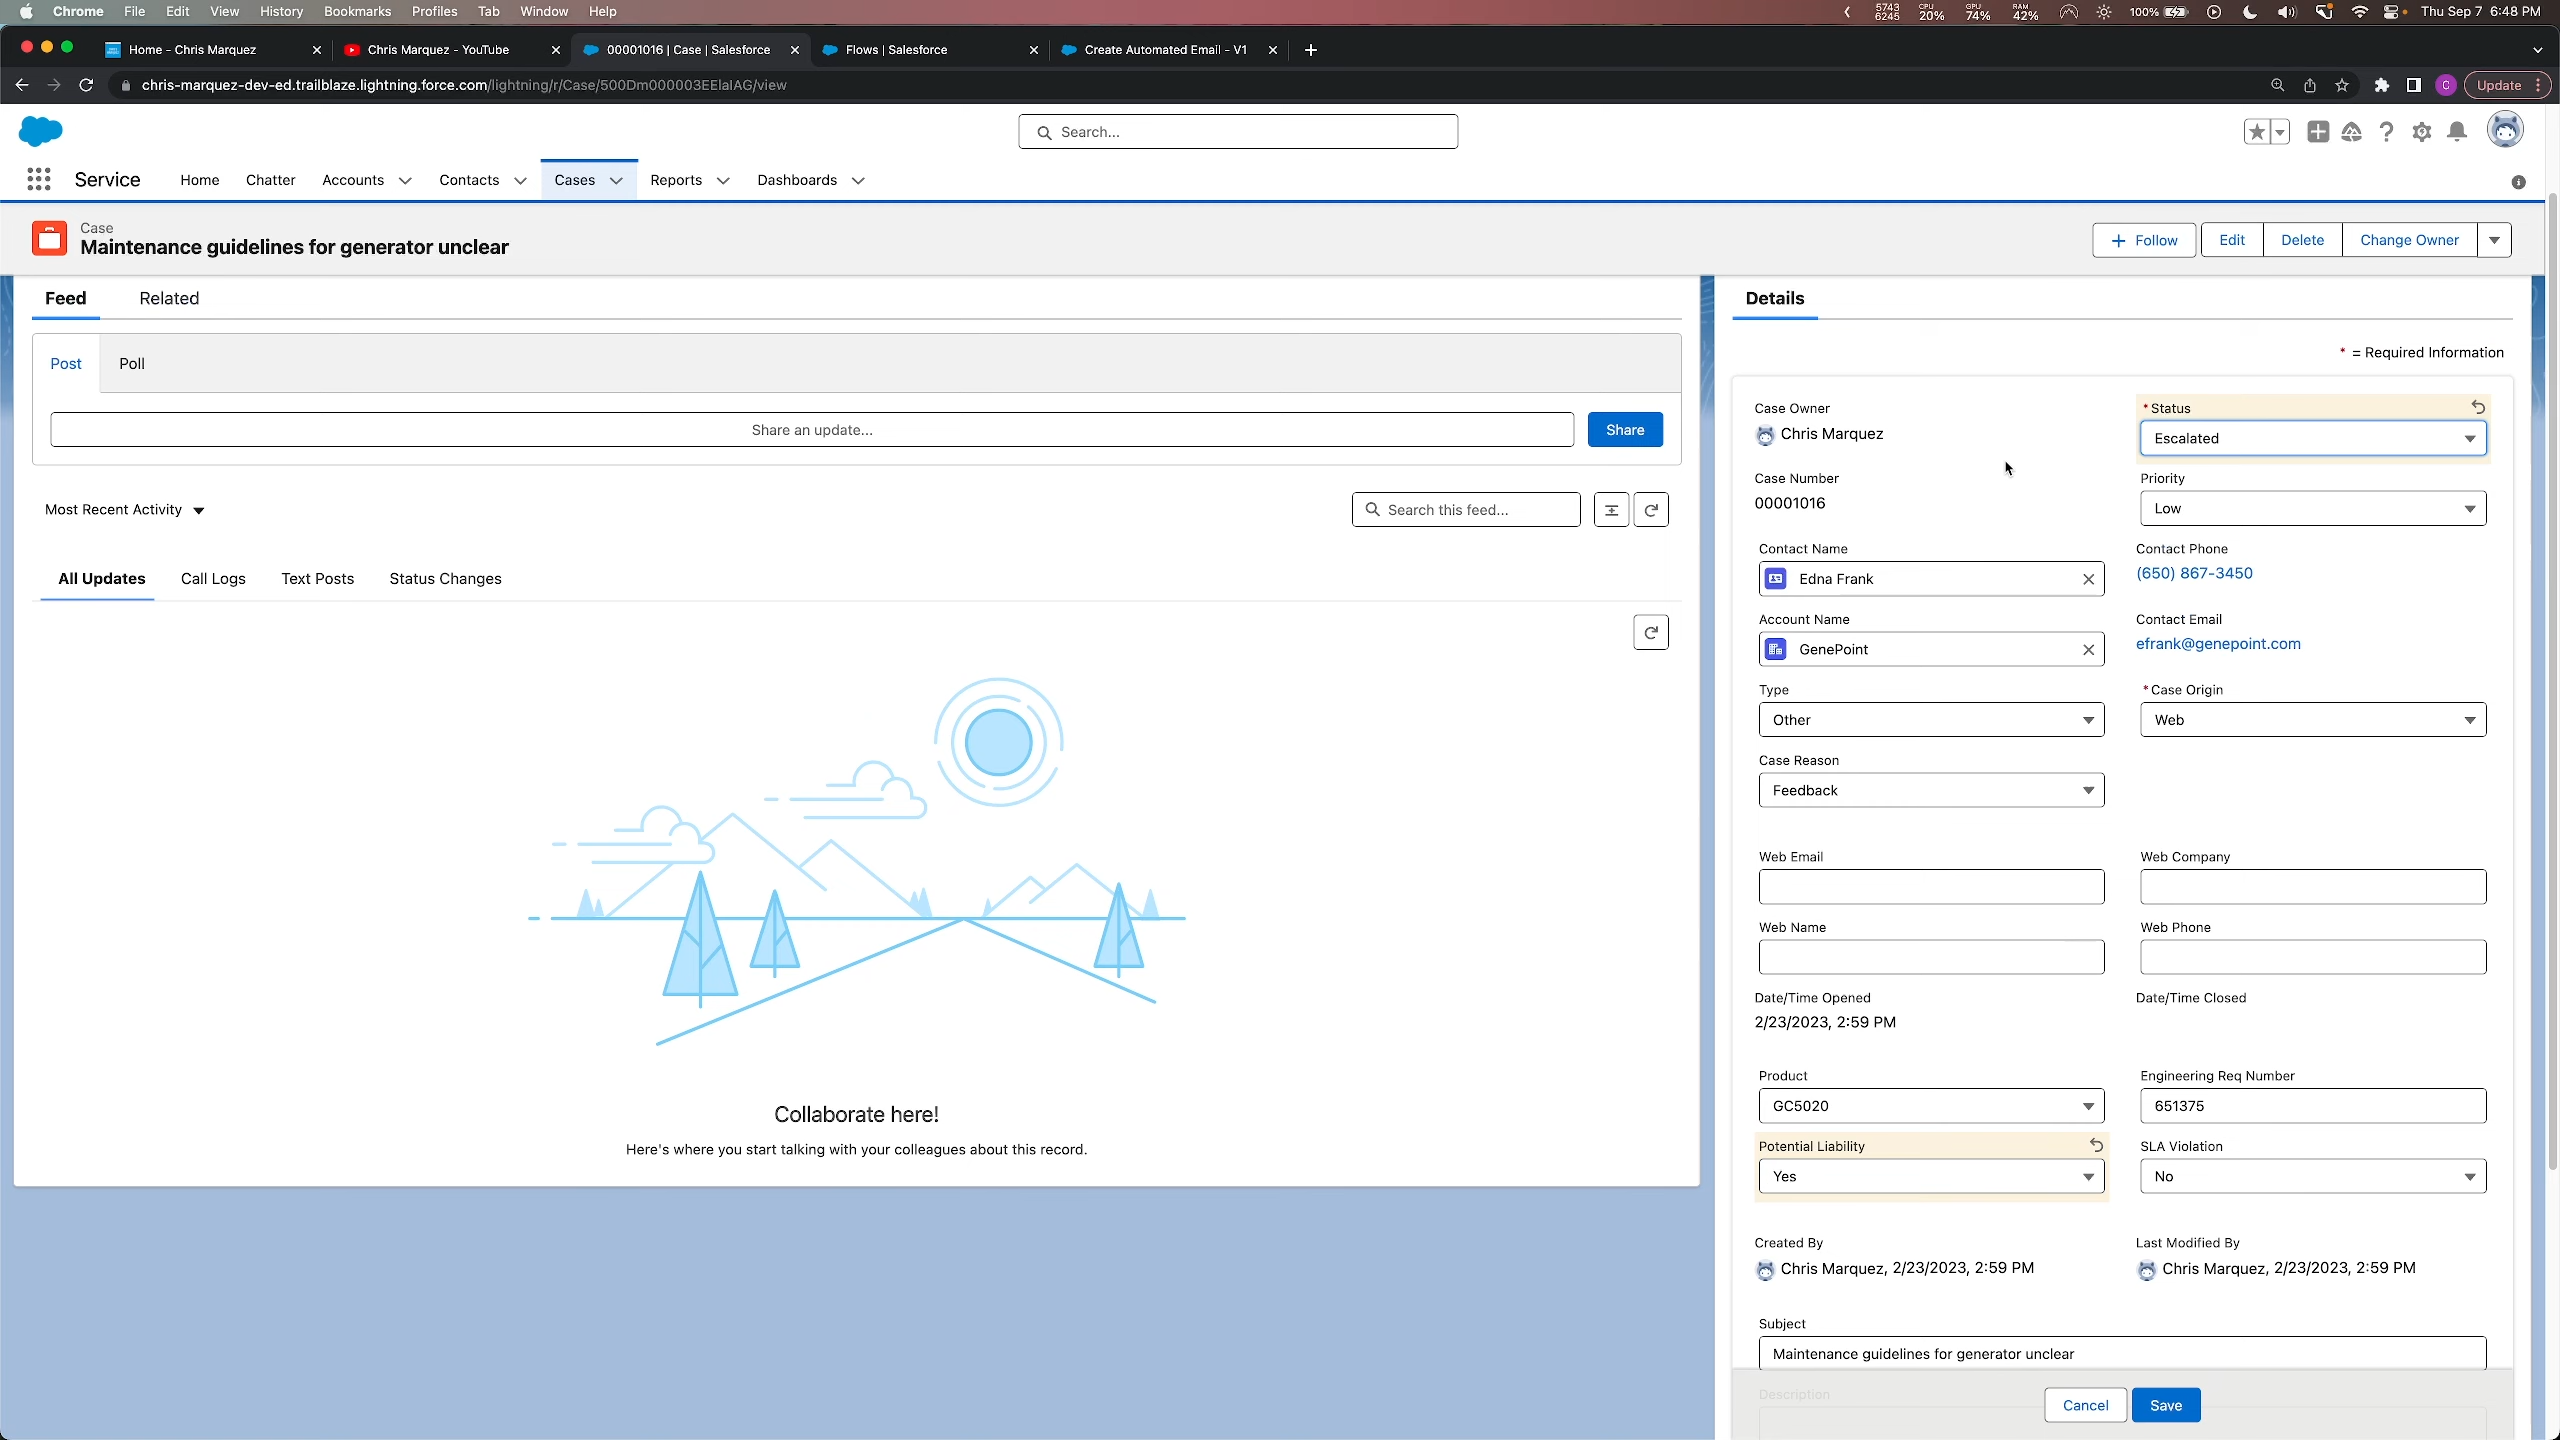 Chrome File Edit View History Bookmarks Profiles Tab Window Help 5743 6245 CPU 20% GPU 74% RAM 42% 100% Thu Sep 7 6:48 PM
Home - Chris Marquez Chris Marquez - YouTube 00001016 | Case | Salesforce Flows | Salesforce Create Automated Email - V1
chris-marquez-dev-ed.trailblaze.lightning.force.com/lightning/r/Case/500Dm000003EElaIAG/view C Update
Search...
Service Home Chatter Accounts Contacts Cases Reports Dashboards
Case
Maintenance guidelines for generator unclear
+ Follow Edit Delete Change Owner
Feed Related
Post Poll
Share an update... Share
Most Recent Activity Search this feed...
All Updates Call Logs Text Posts Status Changes
Collaborate here!
Here's where you start talking with your colleagues about this record.
Details
* = Required Information
Case Owner
Chris Marquez
* Status
Escalated
Case Number
00001016
Priority
Low
Contact Name
Edna Frank
Contact Phone
(650) 867-3450
Account Name
GenePoint
Contact Email
efrank@genepoint.com
Type
Other
* Case Origin
Web
Case Reason
Feedback
Web Email
Web Company
Web Name
Web Phone
Date/Time Opened
2/23/2023, 2:59 PM
Date/Time Closed
Product
GC5020
Engineering Req Number
651375
Potential Liability
Yes
SLA Violation
No
Created By
Chris Marquez, 2/23/2023, 2:59 PM
Last Modified By
Chris Marquez, 2/23/2023, 2:59 PM
Subject
Maintenance guidelines for generator unclear
Description
Cancel Save